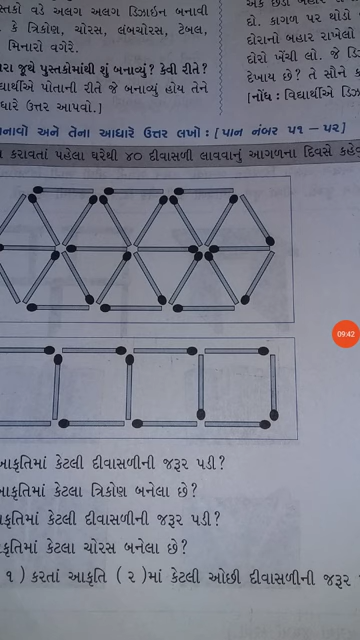 સ્તકો વડે અલગ અલગ ડિઝાઇન બનાવી
કે ત્રિકોણ, ચોરસ, લંબચોરસ, ટેબલ,
મિનારો વગેરે.
ારા જૂથે પુસ્તકોમાંથી શું બનાવ્યું? કેવી રીતે?
દ્યાર્થીએ પોતાની રીતે જે બનાવ્યું હોય તેને
ધારે ઉત્તર આપવો.]
દો. કાગળ પર થોડો
દોરાનો બહાર રાખેલો
દોરો ખેંચી લો. જે ડિ
દેખાય છે? તે સૌને ક
[નોંધ : વિદ્યાર્થીએ ડિઝા
બનાવો અને તેના આધારે ઉત્તર લખો : [પાન નંબર ૫૧ – ૫૨]
કરાવતાં પહેલા ઘરેથી ૪૦ દીવાસળી લાવવાનું આગળના દિવસે કહેવ
09:42
આકૃતિમાં કેટલી દીવાસળીની જરૂર પડી?
આકૃતિમાં કેટલા ત્રિકોણ બનેલા છે?
આકૃતિમાં કેટલી દીવાસળીની જરૂર પડી?
આકૃતિમાં કેટલા ચોરસ બનેલા છે?
૧ ) કરતાં આકૃતિ ( ૨ )માં કેટલી ઓછી દીવાસળીની જરૂર